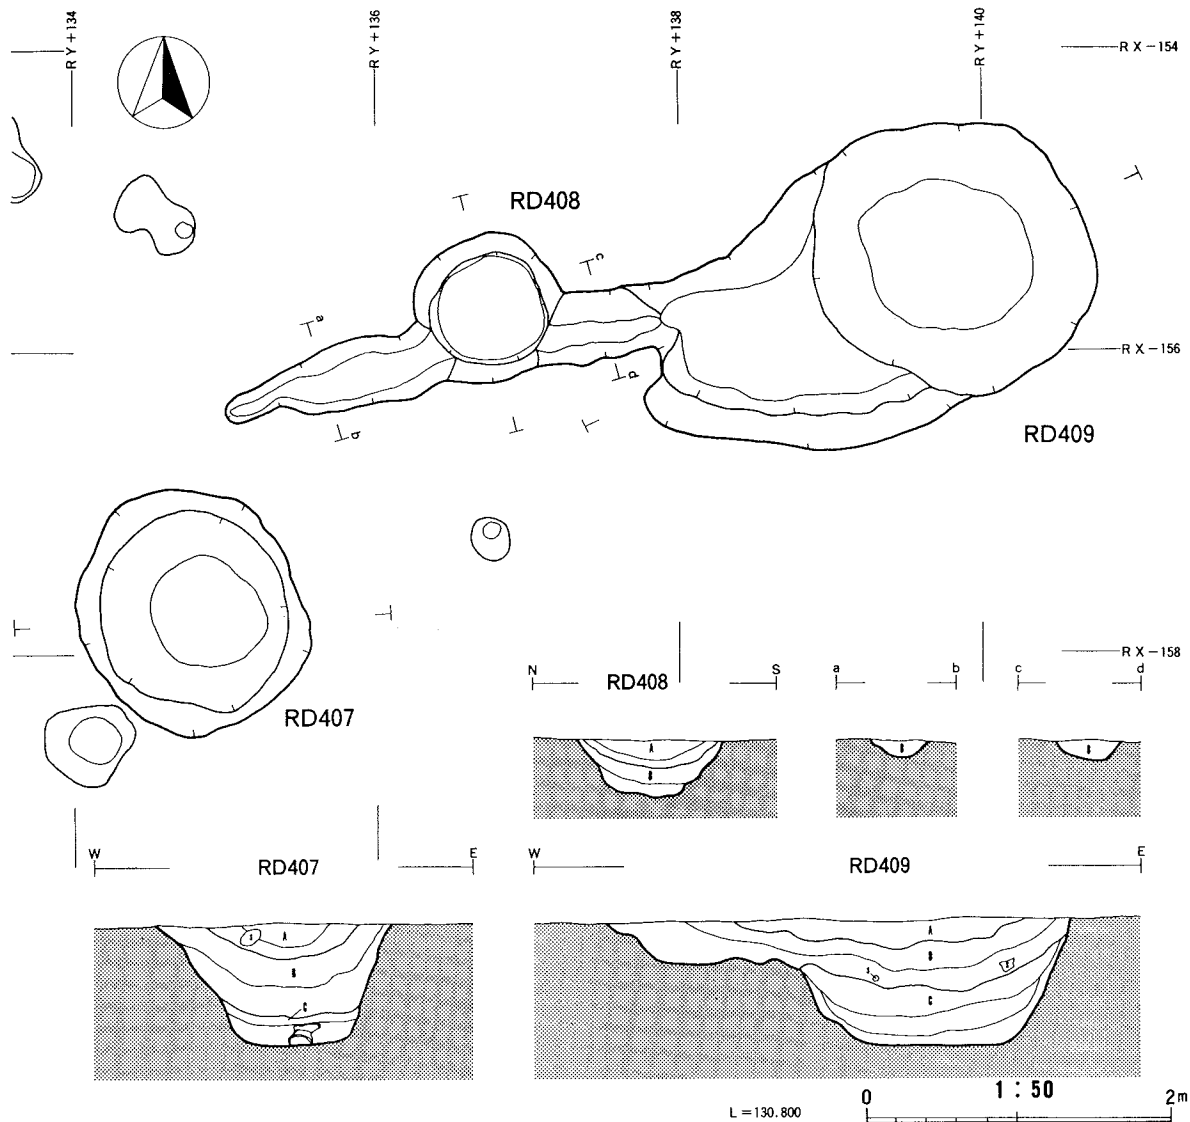 RY+134
RY+136
RY+138
RY+140
RX-154
RD408
a
c
b
d
RX-156
RD409
RD407
RX-158
N RD408 S
a b
c d
A
B
B
B
W RD407 E
W RD409 E
A
B
C
A
B
C
L=130.800
1:50
0 2m